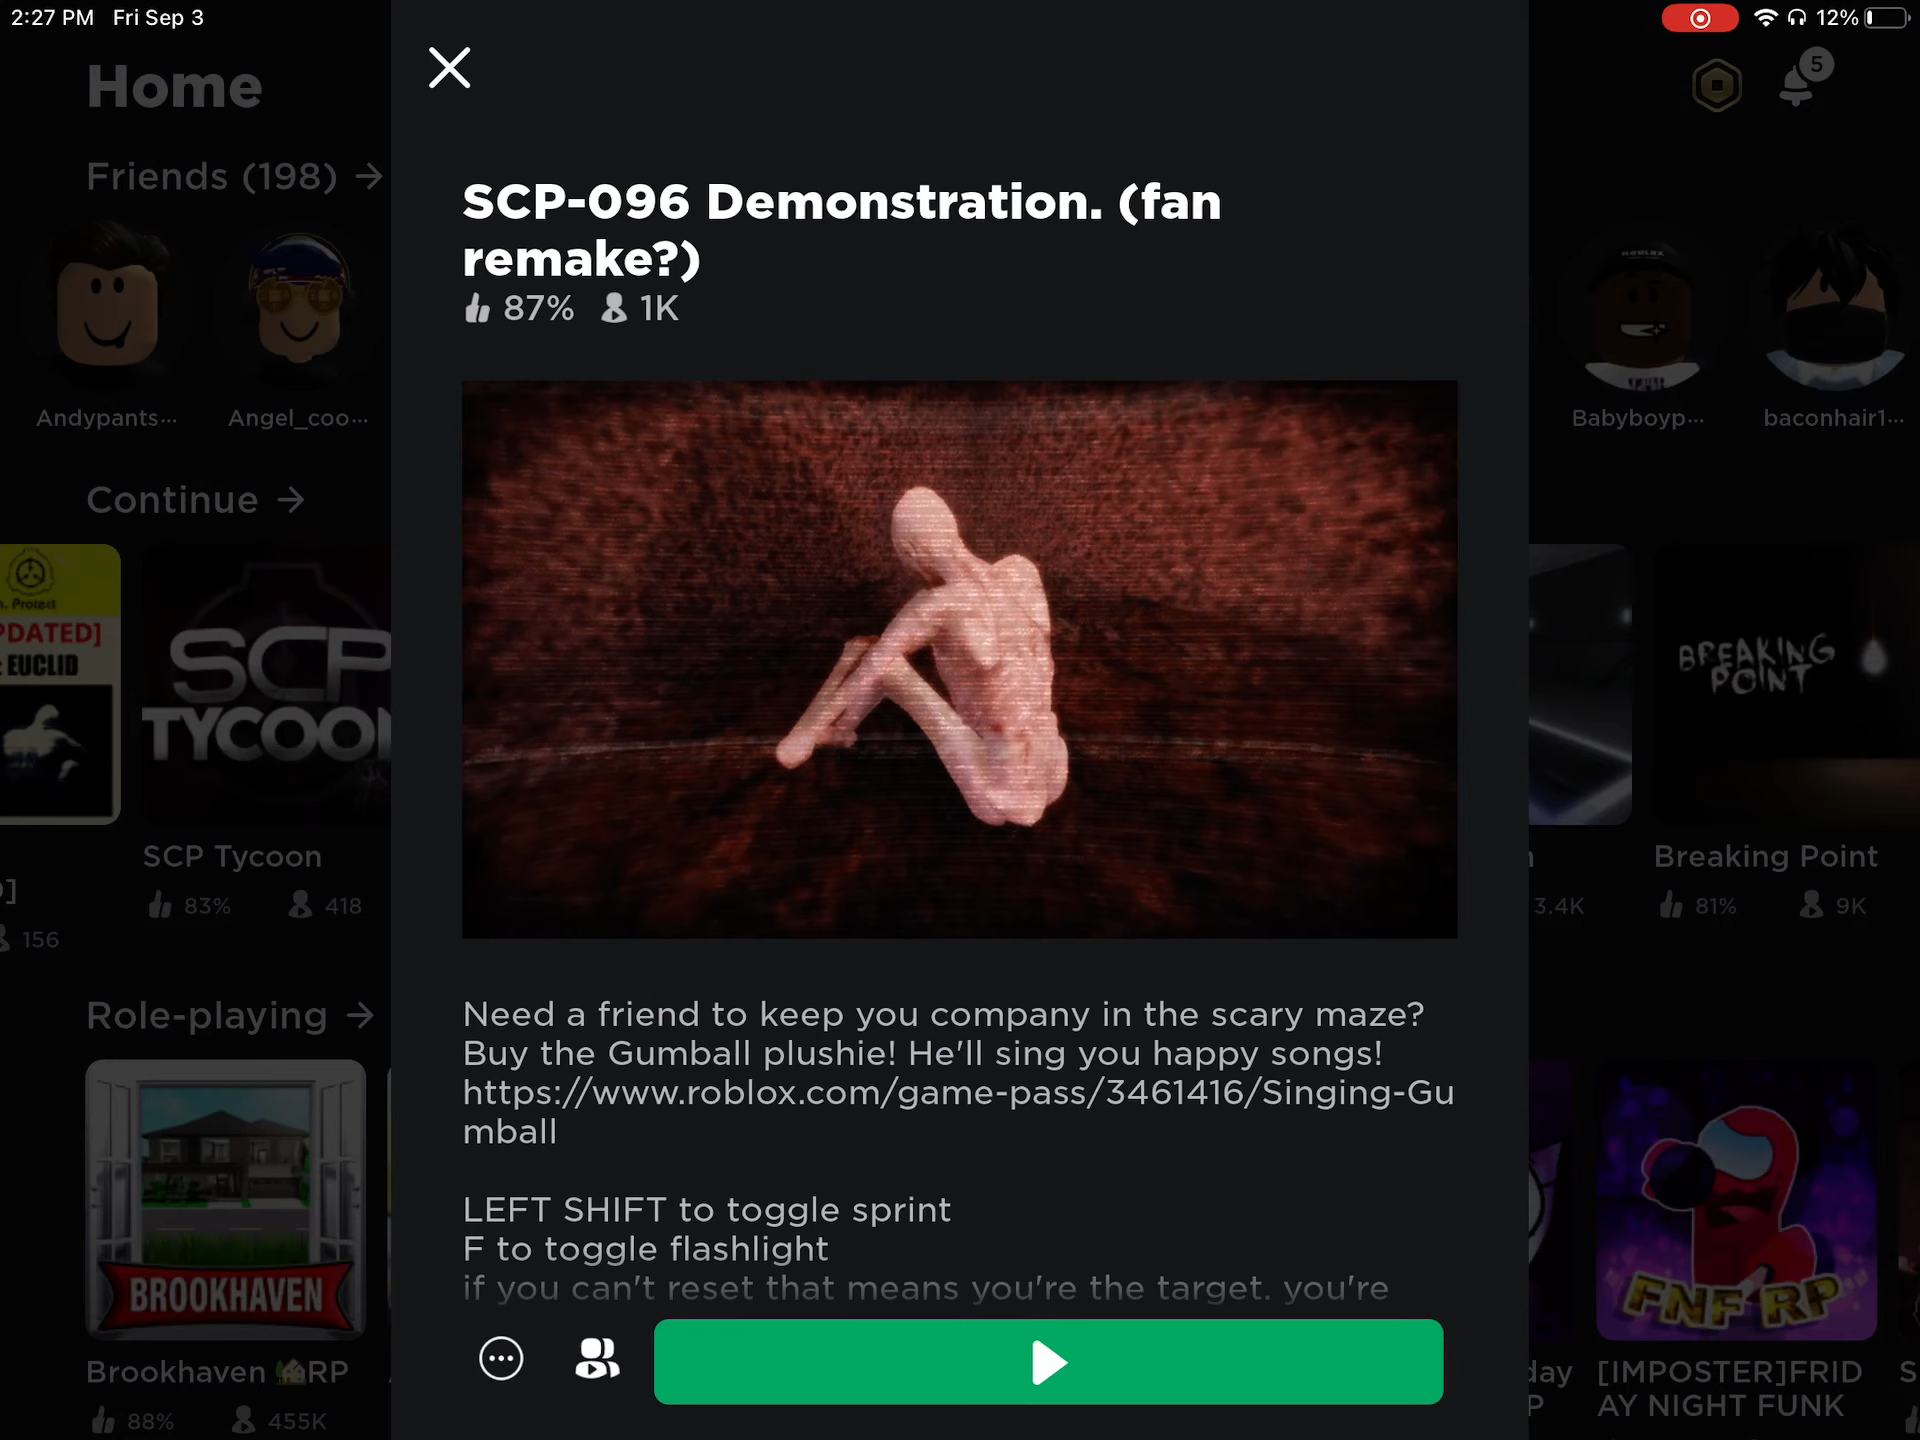 2:27 PM Fri Sep 3
12%
Home
5
Friends (198)
Andypants...
Angel_coo...
Babyboyp...
baconhair1...
Continue
SCP-096 Demonstration. (fan
remake?)
87% 1K
Protect
EUCLID
SCP
BREAKING
POINT
SCP Tycoon
83% 418
156
3.4K
Breaking Point
81% 9K
Need a friend to keep you company in the scary maze?
Buy the Gumball plushie! He'll sing you happy songs!
https://www.roblox.com/game-pass/3461416/Singing-Gu
mball
LEFT SHIFT to toggle sprint
F to toggle flashlight
if you can't reset that means you're the target. you're
Role-playing
BROOKHAVEN
Brookhaven RP
88% 455K
FNF RP
[IMPOSTER]FRID
AY NIGHT FUNK